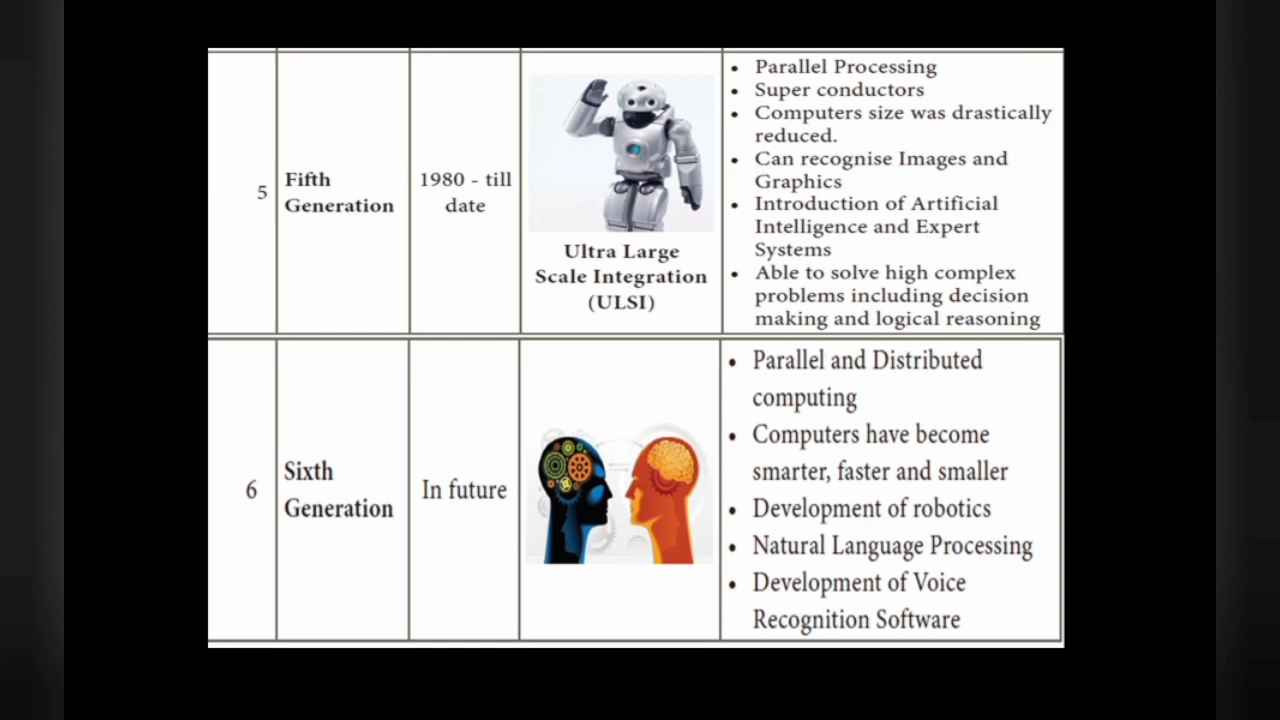 5
Fifth
Generation
1980 - till
date
Ultra Large
Scale Integration
(ULSI)
• Parallel Processing
• Super conductors
• Computers size was drastically
reduced.
• Can recognise Images and
Graphics
• Introduction of Artificial
Intelligence and Expert
Systems
• Able to solve high complex
problems including decision
making and logical reasoning
6
Sixth
Generation
In future
• Parallel and Distributed
computing
• Computers have become
smarter, faster and smaller
• Development of robotics
• Natural Language Processing
• Development of Voice
Recognition Software